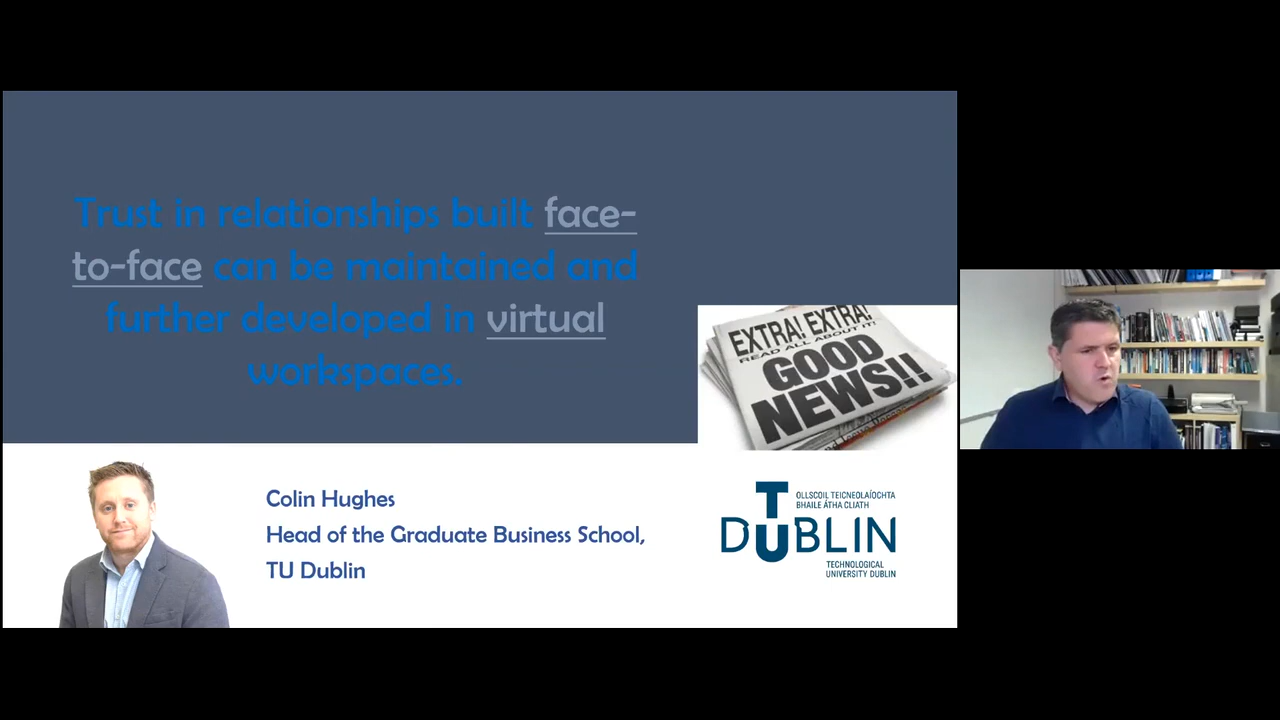 Trust in relationships built face-
to-face can be maintained and
further developed in virtual
workspaces.
EXTRA! EXTRA!
READ ALL ABOUT IT!
GOOD
NEWS!!
Colin Hughes
Head of the Graduate Business School,
TU Dublin
OLLSCOIL TEICNEOLAÍOCHTA
BHAILE ÁTHA CLIATH
TU
DUBLIN
TECHNOLOGICAL
UNIVERSITY DUBLIN